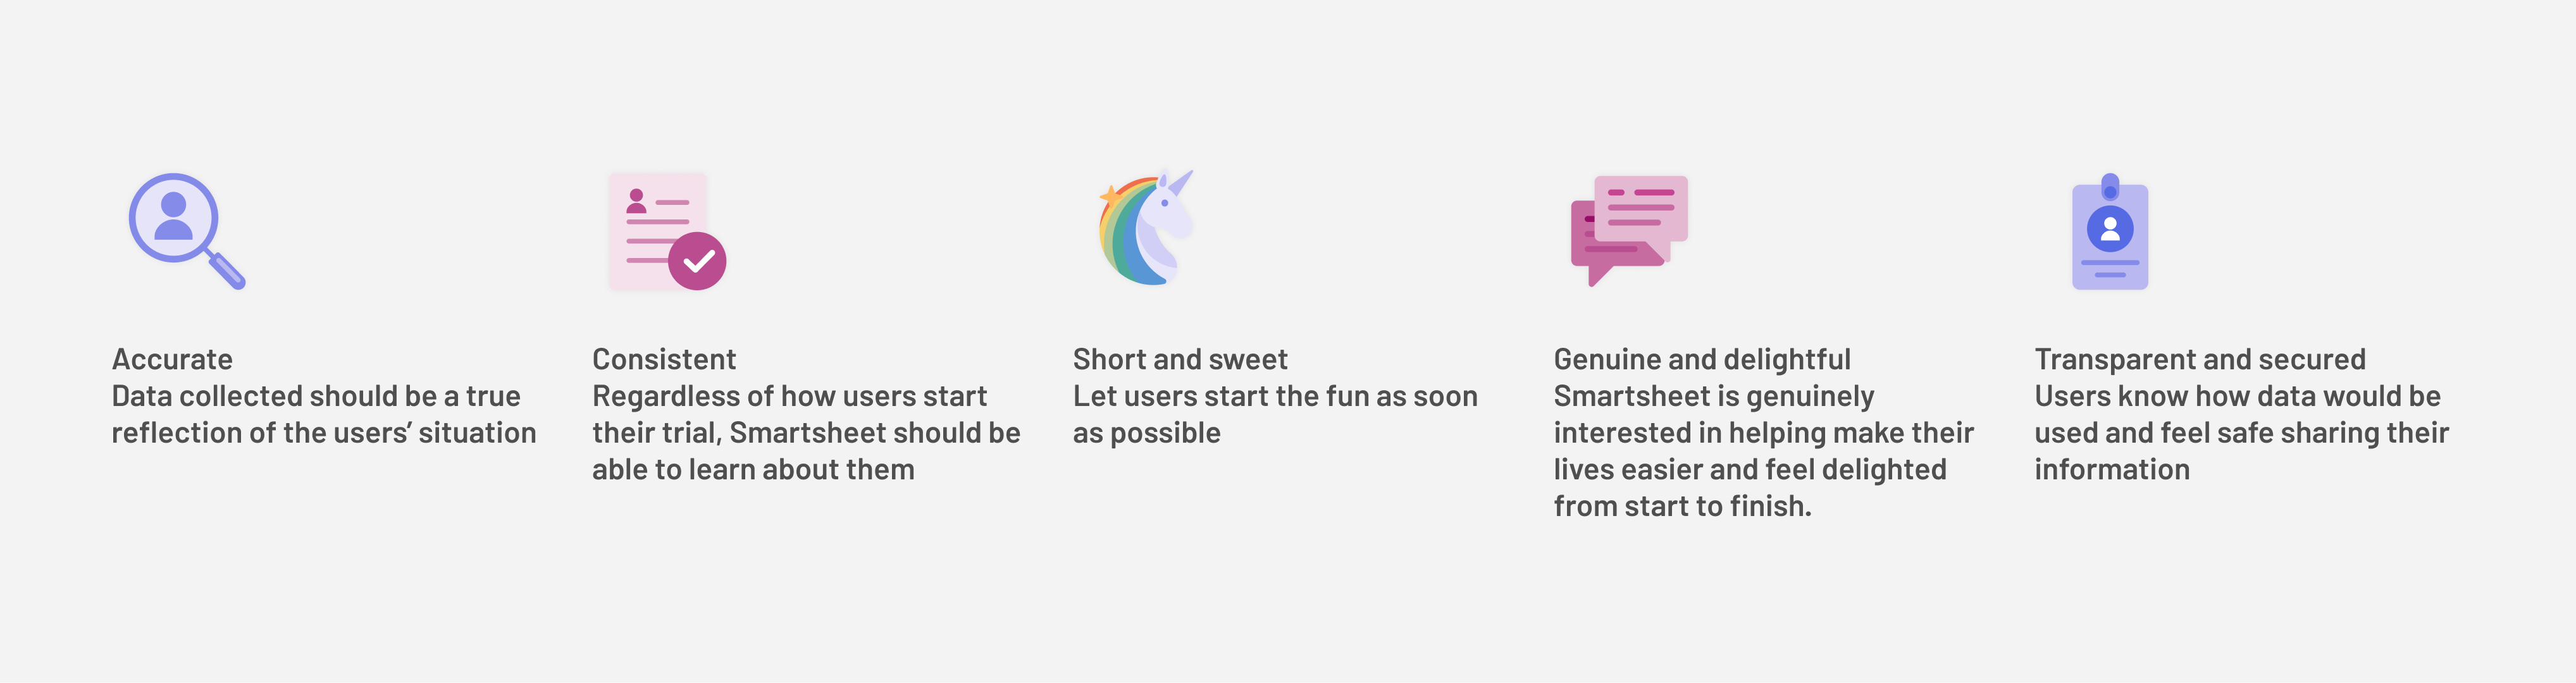 Accurate
Data collected should be a true
reflection of the users’ situation
Consistent
Regardless of how users start
their trial, Smartsheet should be
able to learn about them
Short and sweet
Let users start the fun as soon
as possible
Genuine and delightful
Smartsheet is genuinely
interested in helping make their
lives easier and feel delighted
from start to finish.
Transparent and secured
Users know how data would be
used and feel safe sharing their
information